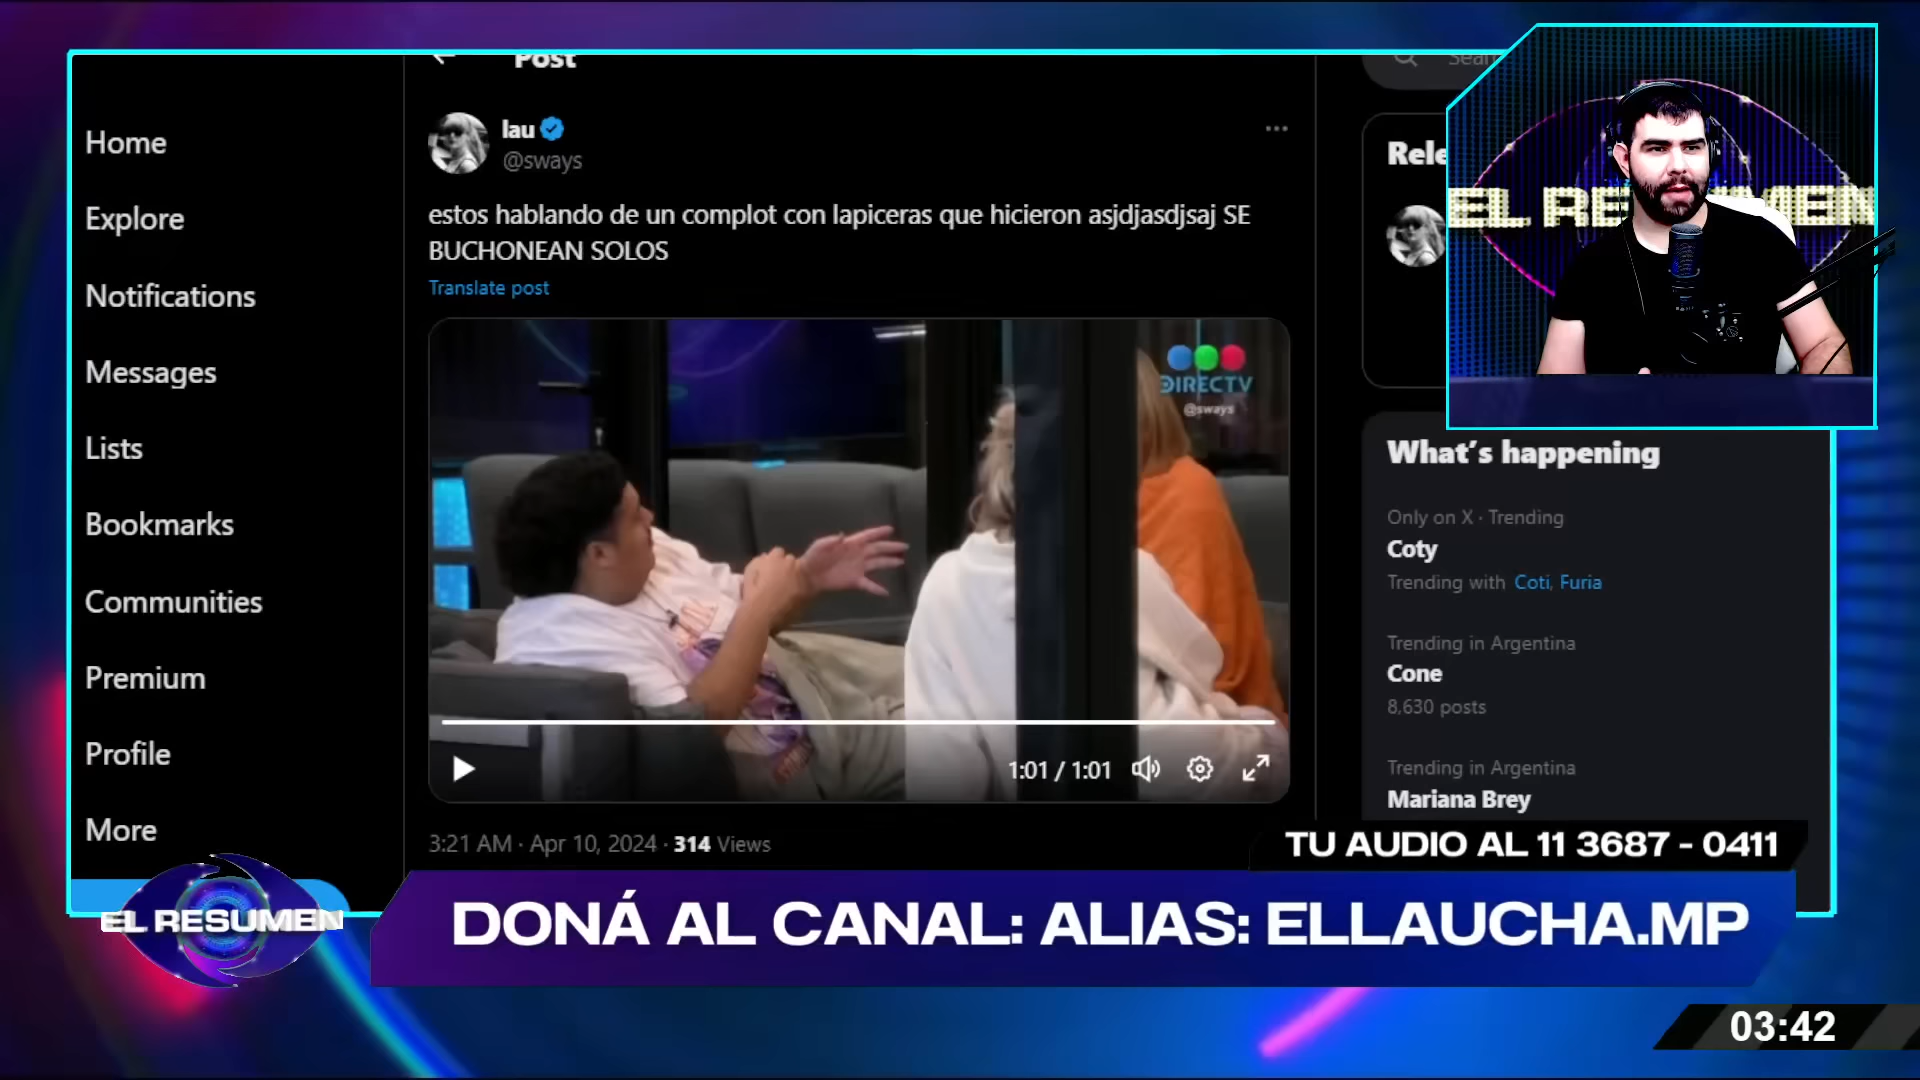 Home
Explore
Notifications
Messages
Lists
Bookmarks
Communities
Premium
Profile
More
Post
lau
@sways
estos hablando de un complot con lapiceras que hicieron asjdjasdjsaj SE
BUCHONEAN SOLOS
Translate post
DIRECTV
@sways
1:01 / 1:01
3:21 AM · Apr 10, 2024 · 314 Views
EL RESUMEN
What's happening
Only on X · Trending
Coty
Trending with Coti, Furia
Trending in Argentina
Cone
8,630 posts
Trending in Argentina
Mariana Brey
TU AUDIO AL 11 3687 - 0411
EL RESUMEN
DONÁ AL CANAL: ALIAS: ELLAUCHA.MP
03:42